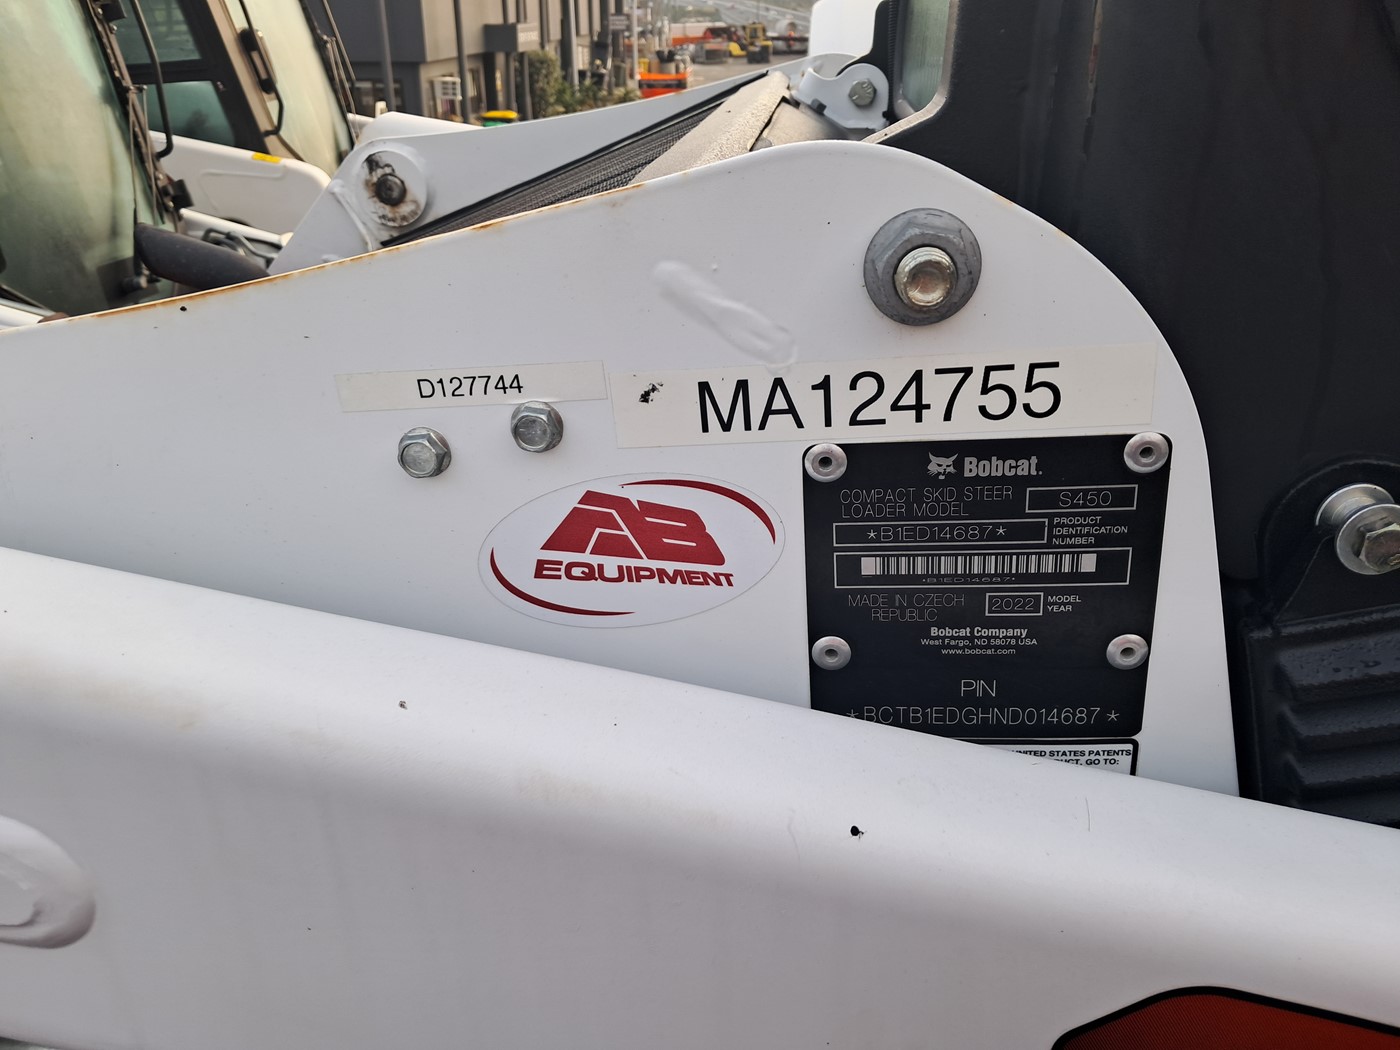 D127744
MA124755
AB
EQUIPMENT
Bobcat.
COMPACT SKID STEER
LOADER MODEL
S450
*B1ED14687*
PRODUCT
IDENTIFICATION
NUMBER
*B1ED14687*
MADE IN CZECH
REPUBLIC
2022
MODEL
YEAR
Bobcat Company
West Fargo, ND 58078 USA
www.bobcat.com
PIN
*BCTB1EDGHND014687*
UNITED STATES PATENTS
GO TO: